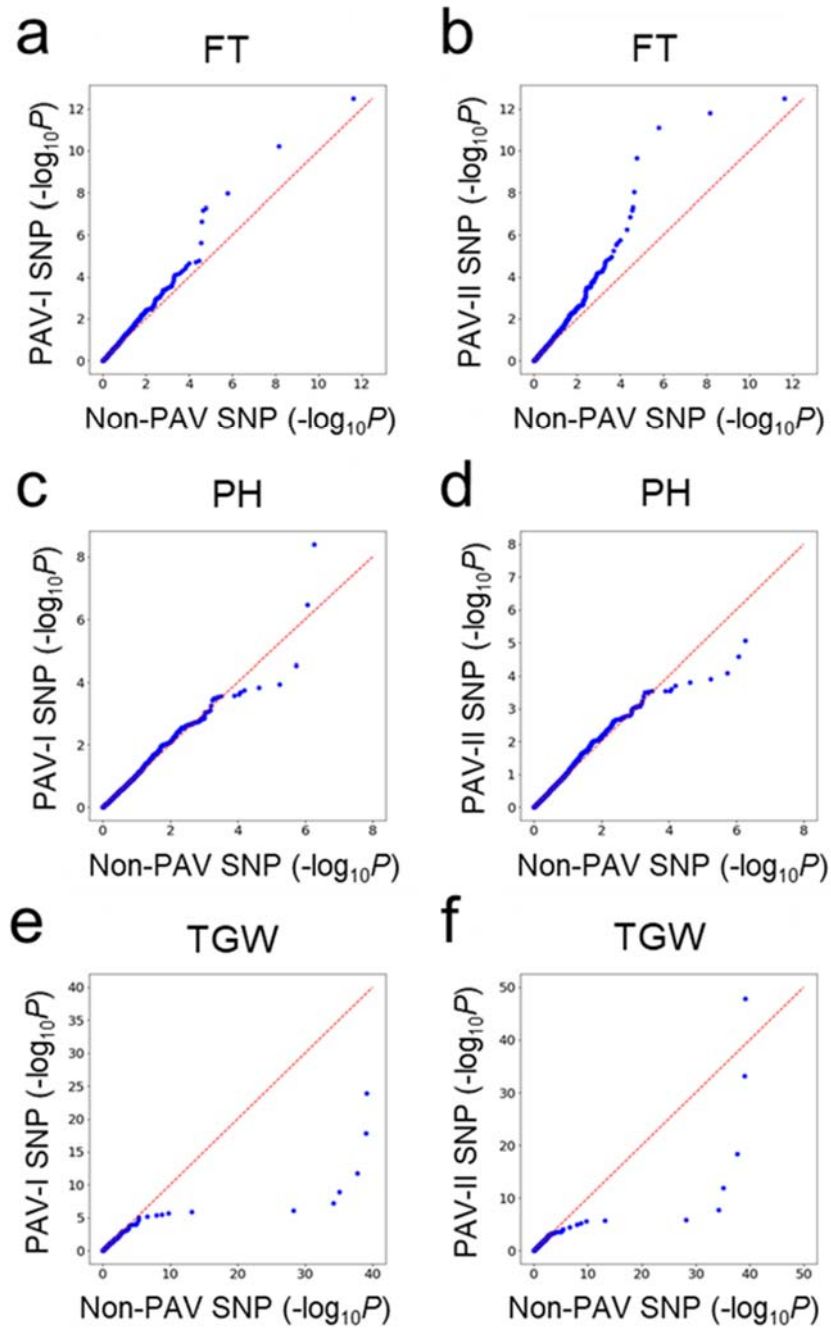 a
FT
PAV-I SNP (-log10P)
12
10
8
6
4
2
0
0 2 4 6 8 10 12
Non-PAV SNP (-log10P)
b
FT
PAV-II SNP (-log10P)
12
10
8
6
4
2
0
0 2 4 6 8 10 12
Non-PAV SNP (-log10P)
c
PH
PAV-I SNP (-log10P)
8
6
4
2
0
0 2 4 6 8
Non-PAV SNP (-log10P)
d
PH
PAV-II SNP (-log10P)
8
7
6
5
4
3
2
1
0
0 2 4 6 8
Non-PAV SNP (-log10P)
e
TGW
PAV-I SNP (-log10P)
40
35
30
25
20
15
10
5
0
0 10 20 30 40
Non-PAV SNP (-log10P)
f
TGW
PAV-II SNP (-log10P)
50
40
30
20
10
0
0 10 20 30 40 50
Non-PAV SNP (-log10P)